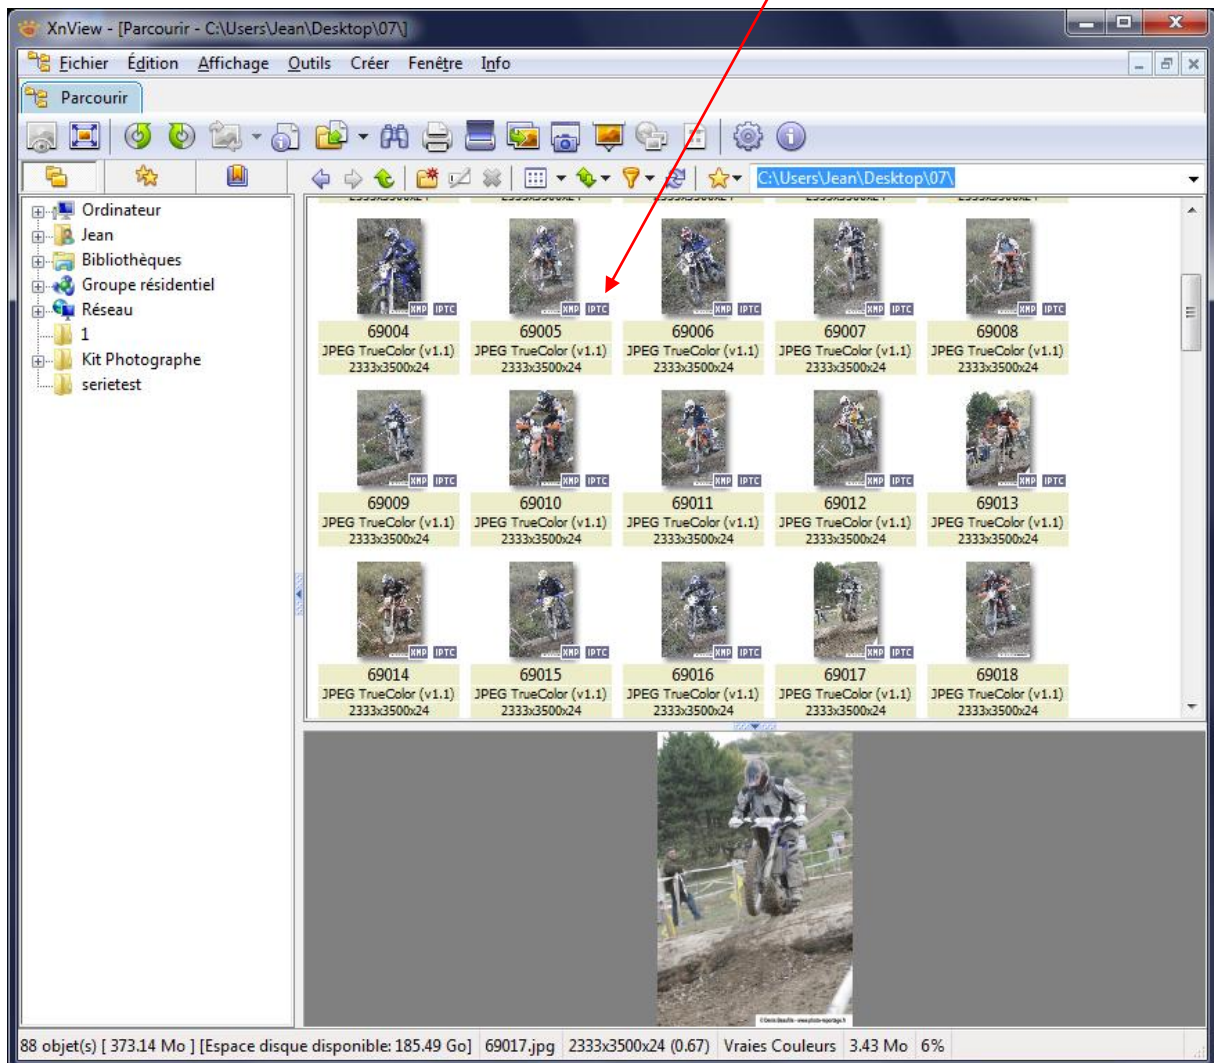 XnView - [Parcourir - C:\Users\Jean\Desktop\07\]
Fichier Édition Affichage Outils Créer Fenêtre Info
Parcourir
C:\Users\Jean\Desktop\07\
Ordinateur
Jean
Bibliothèques
Groupe résidentiel
Réseau
1
Kit Photographe
serietest
2333x3500x24 2333x3500x24 2333x3500x24 2333x3500x24 2333x3500x24
XMP IPTC XMP IPTC XMP IPTC XMP IPTC XMP IPTC
69004 69005 69006 69007 69008
JPEG TrueColor (v1.1) JPEG TrueColor (v1.1) JPEG TrueColor (v1.1) JPEG TrueColor (v1.1) JPEG TrueColor (v1.1)
2333x3500x24 2333x3500x24 2333x3500x24 2333x3500x24 2333x3500x24
XMP IPTC XMP IPTC XMP IPTC XMP IPTC XMP IPTC
69009 69010 69011 69012 69013
JPEG TrueColor (v1.1) JPEG TrueColor (v1.1) JPEG TrueColor (v1.1) JPEG TrueColor (v1.1) JPEG TrueColor (v1.1)
2333x3500x24 2333x3500x24 2333x3500x24 2333x3500x24 2333x3500x24
XMP IPTC XMP IPTC XMP IPTC XMP IPTC XMP IPTC
69014 69015 69016 69017 69018
JPEG TrueColor (v1.1) JPEG TrueColor (v1.1) JPEG TrueColor (v1.1) JPEG TrueColor (v1.1) JPEG TrueColor (v1.1)
2333x3500x24 2333x3500x24 2333x3500x24 2333x3500x24 2333x3500x24
88 objet(s) [ 373.14 Mo ] [Espace disque disponible: 185.49 Go] 69017.jpg 2333x3500x24 (0.67) Vraies Couleurs 3.43 Mo 6%